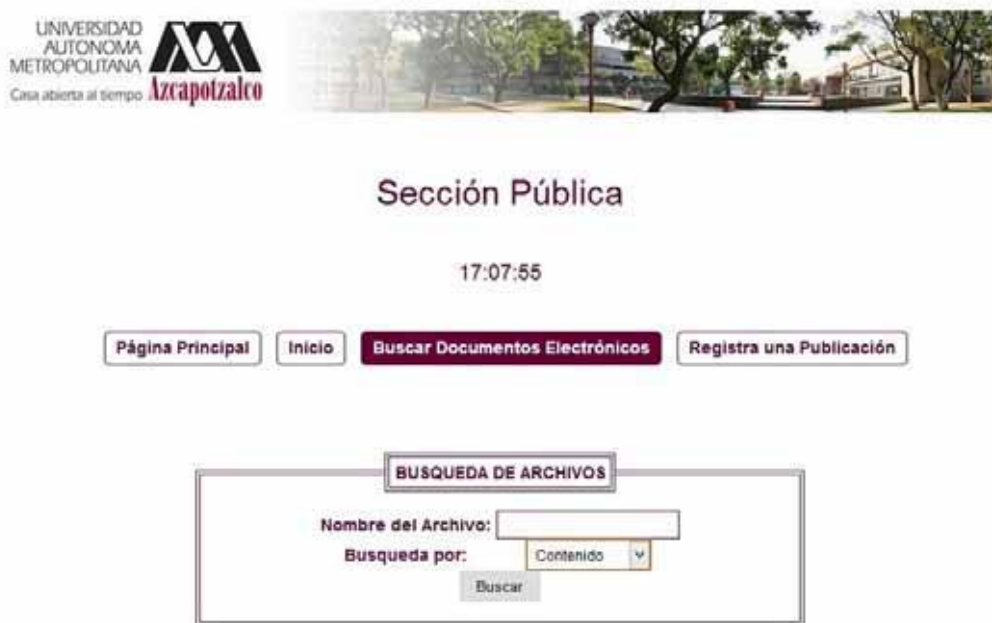 UNIVERSIDAD
AUTONOMA
METROPOLITANA
Casa abierta al tiempo Azcapotzalco
Sección Pública
17:07:55
Página Principal Inicio Buscar Documentos Electrónicos Registra una Publicación
BUSQUEDA DE ARCHIVOS
Nombre del Archivo:
Busqueda por: Contenido
Buscar